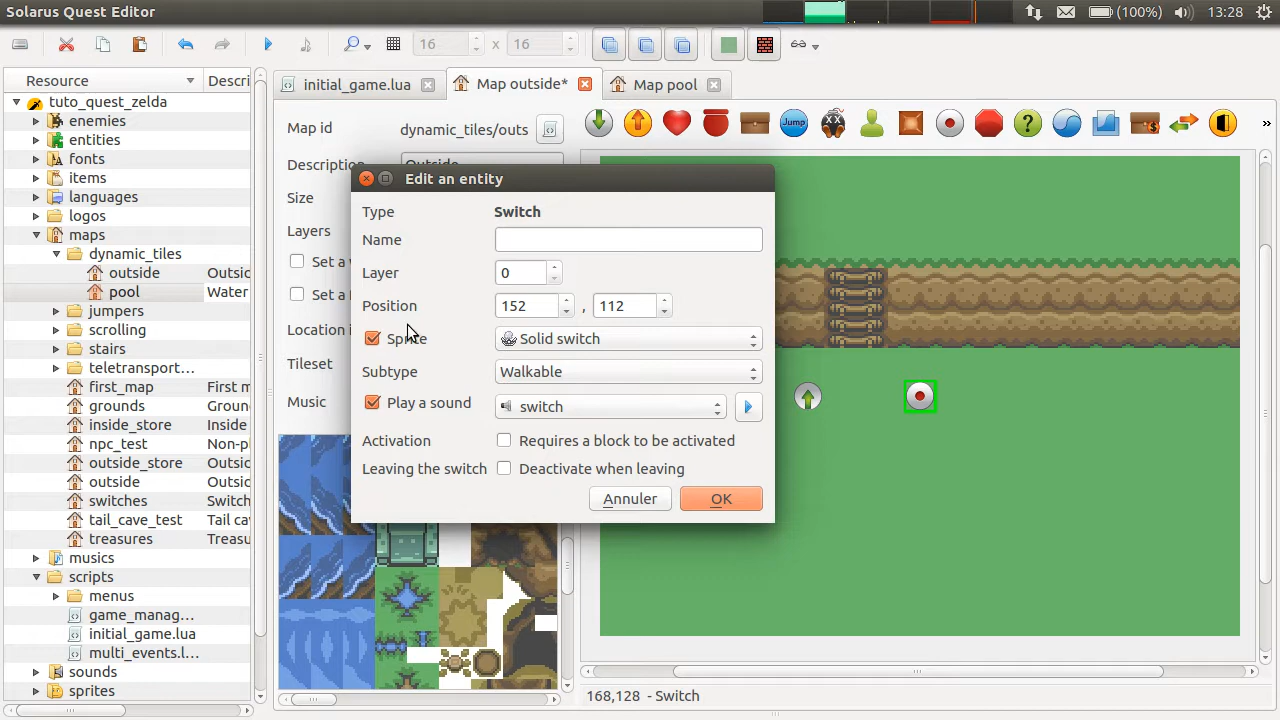 Solarus Quest Editor
(100%)
13:28
16 x 16
Resource
Descri
initial_game.lua
Map outside*
Map pool
tuto_quest_zelda
enemies
entities
fonts
items
languages
logos
maps
dynamic_tiles
outside
Outsic
pool
Water
jumpers
scrolling
stairs
teletransport...
first_map
First m
grounds
Groun
inside_store
Inside
npc_test
Non-pl
outside_store
Outsic
outside
Outsic
switches
Switch
tail_cave_test
Tail ca
treasures
Treasu
musics
scripts
menus
game_manag...
initial_game.lua
multi_events.l...
sounds
sprites
Map id
dynamic_tiles/outs
Description
Outside
Size
Layers
Set a
Set a
Location i
Tileset
Music
Jump
»
Edit an entity
Type
Switch
Name
Layer
0
Position
152 , 112
Sprite
Solid switch
Subtype
Walkable
Play a sound
switch
Activation
Requires a block to be activated
Leaving the switch
Deactivate when leaving
Annuler
OK
168,128 - Switch